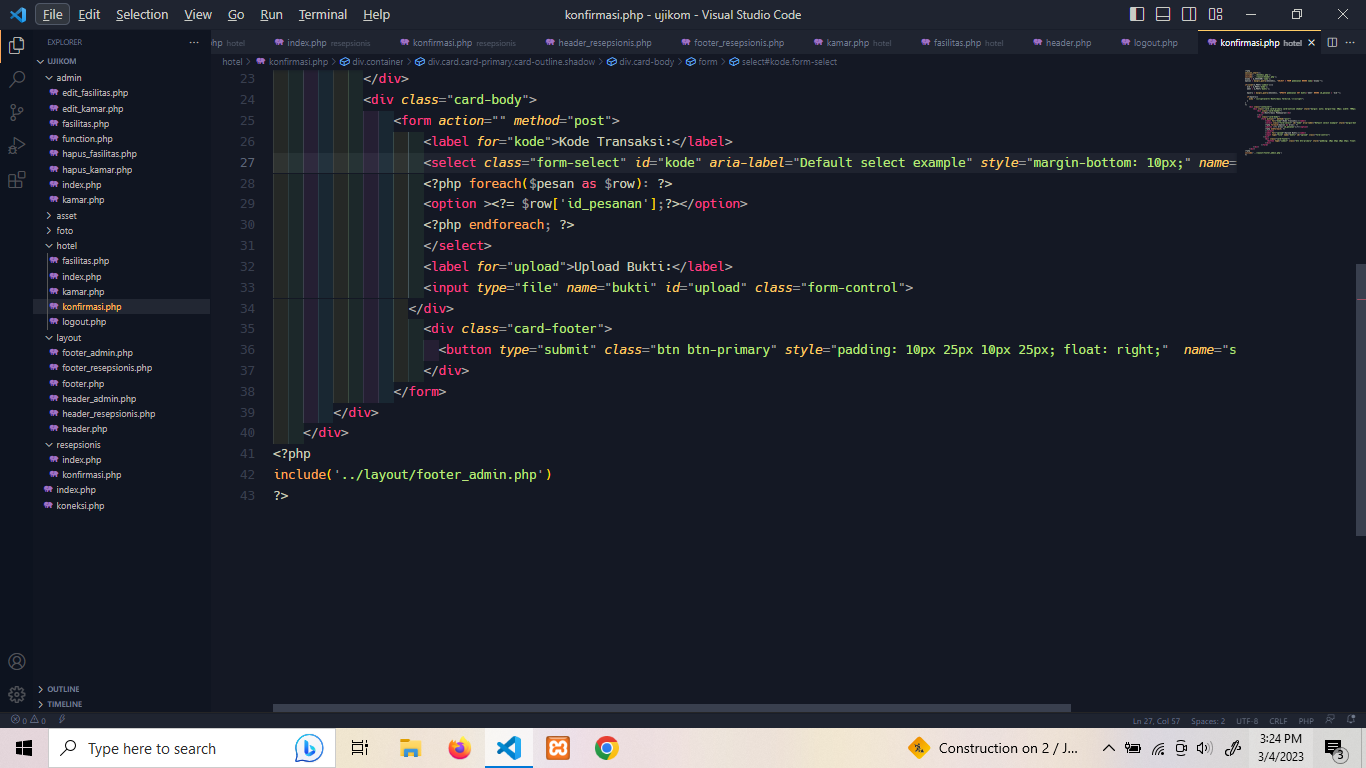 File Edit Selection View Go Run Terminal Help
konfirmasi.php - ujikom - Visual Studio Code
EXPLORER
php hotel
index.php resepsionis
konfirmasi.php resepsionis
header_resepsionis.php
footer_resepsionis.php
kamar.php hotel
fasilitas.php hotel
header.php
logout.php
konfirmasi.php hotel
hotel > konfirmasi.php > div.container > div.card.card-primary.card-outline.shadow > div.card-body > form > select#kode.form-select
UJIKOM
admin
edit_fasilitas.php
edit_kamar.php
fasilitas.php
function.php
hapus_fasilitas.php
hapus_kamar.php
index.php
kamar.php
asset
foto
hotel
fasilitas.php
index.php
kamar.php
konfirmasi.php
logout.php
layout
footer_admin.php
footer_resepsionis.php
footer.php
header_admin.php
header_resepsionis.php
header.php
resepsionis
index.php
konfirmasi.php
index.php
koneksi.php
OUTLINE
TIMELINE
23 </div>
24 <div class="card-body">
25 <form action="" method="post">
26 <label for="kode">Kode Transaksi:</label>
27 <select class="form-select" id="kode" aria-label="Default select example" style="margin-bottom: 10px;" name=
28 <?php foreach($pesan as $row): ?>
29 <option ><?= $row['id_pesanan'];?></option>
30 <?php endforeach; ?>
31 </select>
32 <label for="upload">Upload Bukti:</label>
33 <input type="file" name="bukti" id="upload" class="form-control">
34 </div>
35 <div class="card-footer">
36 <button type="submit" class="btn btn-primary" style="padding: 10px 25px 10px 25px; float: right;"  name="s
37 </div>
38 </form>
39 </div>
40 </div>
41 <?php
42 include('../layout/footer_admin.php')
43 ?>
0 0
Ln 27, Col 57 Spaces: 2 UTF-8 CRLF PHP
Type here to search
Construction on 2 / J...
3:24 PM
3/4/2023
3